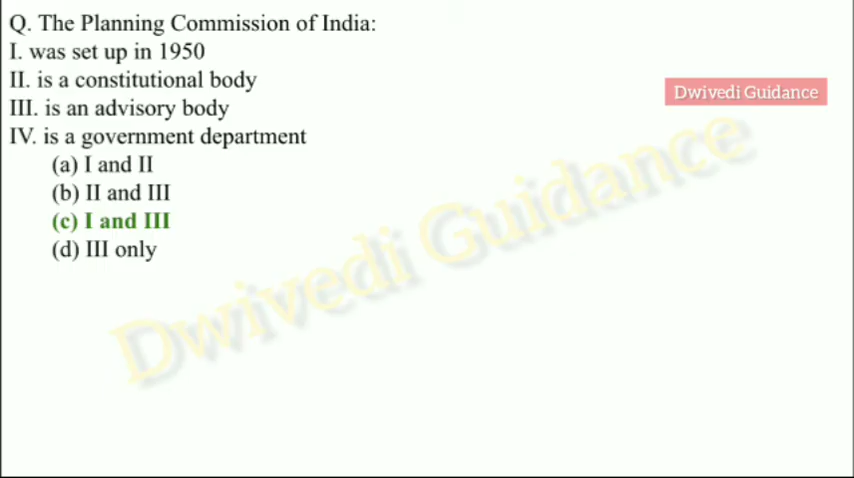 Q. The Planning Commission of India:
I. was set up in 1950
II. is a constitutional body
III. is an advisory body
IV. is a government department
(a) I and II
(b) II and III
(c) I and III
(d) III only
Dwivedi Guidance
Dwivedi Guidance